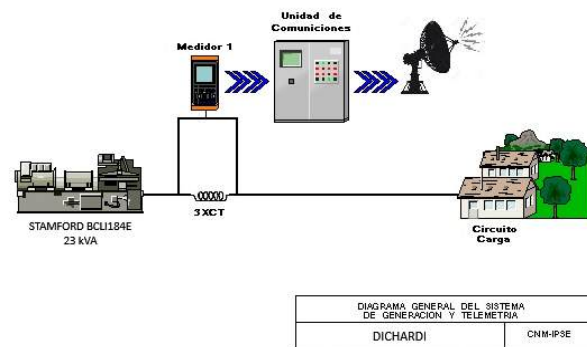 Unidad de
Comuniciones
Medidor 1
3XCT
STAMFORD BCLI184E
23 kVA
Circuito
Carga
DIAGRAMA GENERAL DEL SISTEMA
DE GENERACION Y TELEMETRIA
DICHARDI
CNM-IPSE